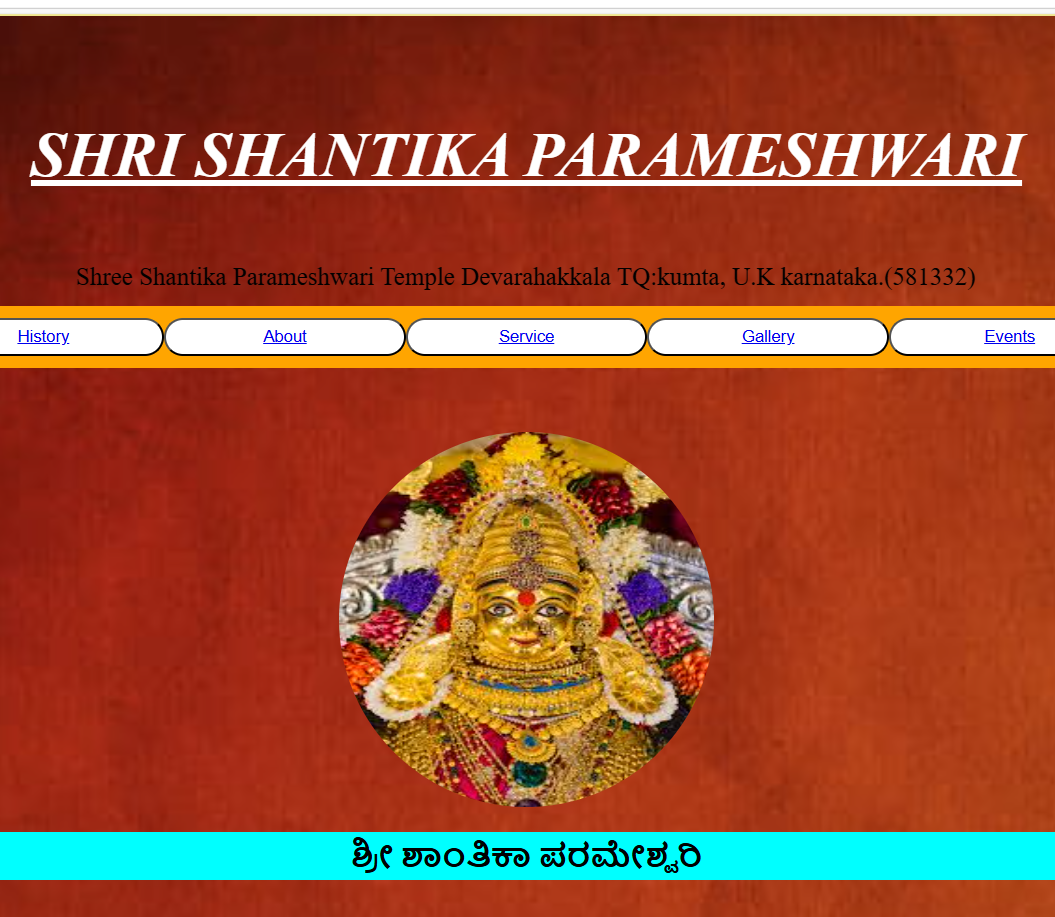 SHRI SHANTIKA PARAMESHWARI
Shree Shantika Parameshwari Temple Devarahakkala TQ:kumta, U.K karnataka.(581332)
History About Service Gallery Events
ಶ್ರೀ ಶಾಂತಿಕಾ ಪರಮೇಶ್ವರಿ